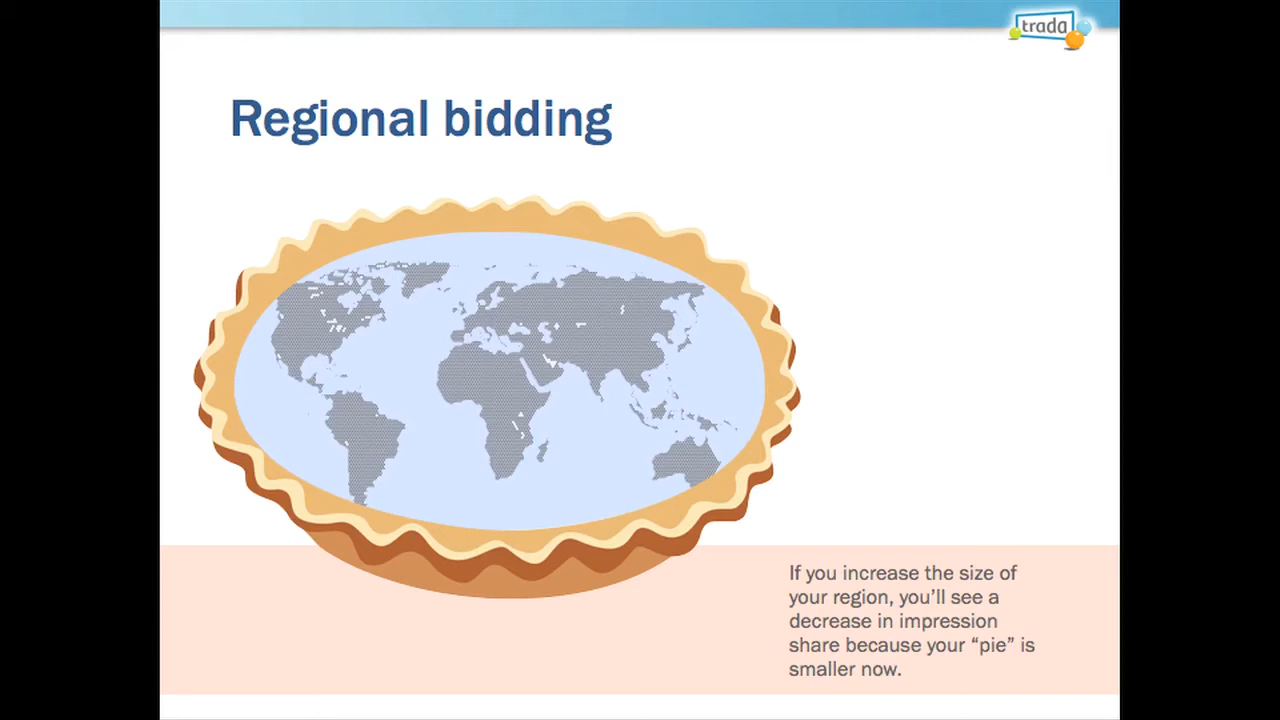 trada
Regional bidding
If you increase the size of
your region, you’ll see a
decrease in impression
share because your “pie” is
smaller now.